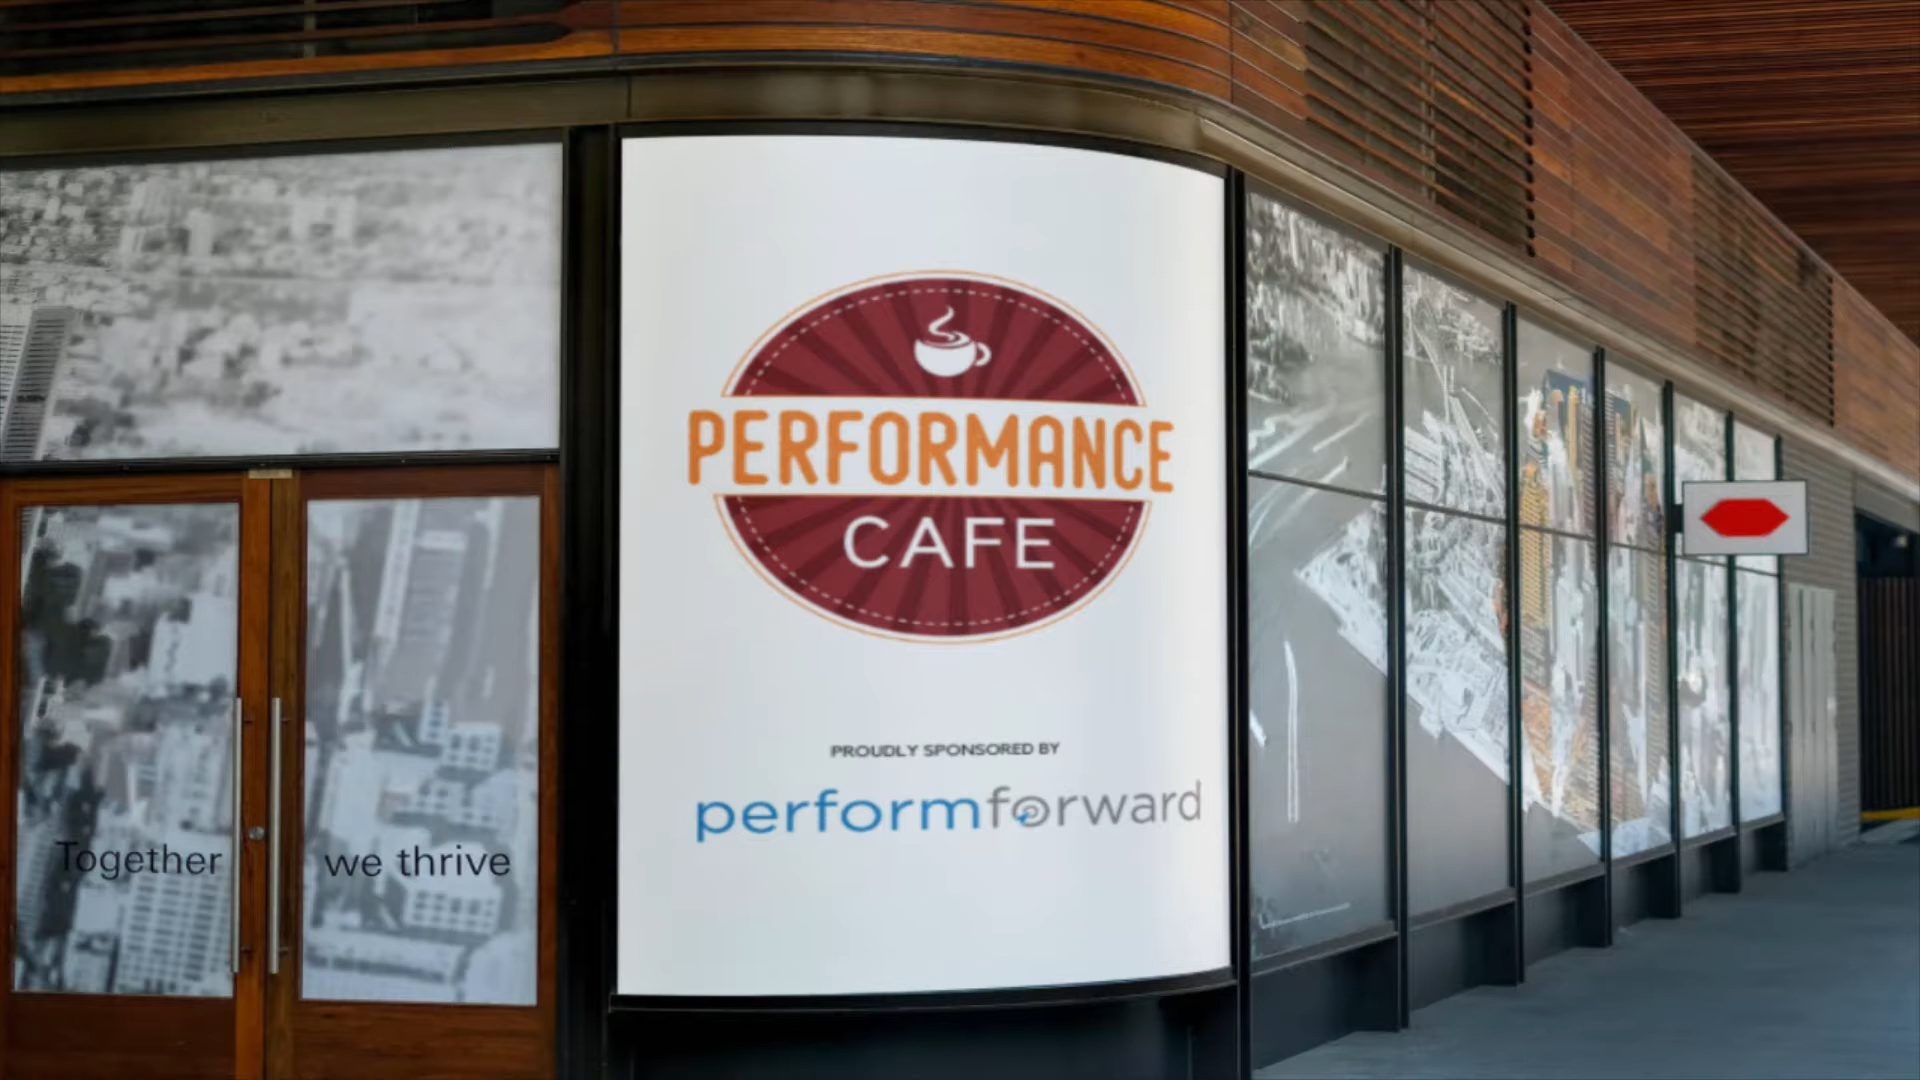 PERFORMANCE
CAFE
PROUDLY SPONSORED BY
performforward
Together we thrive